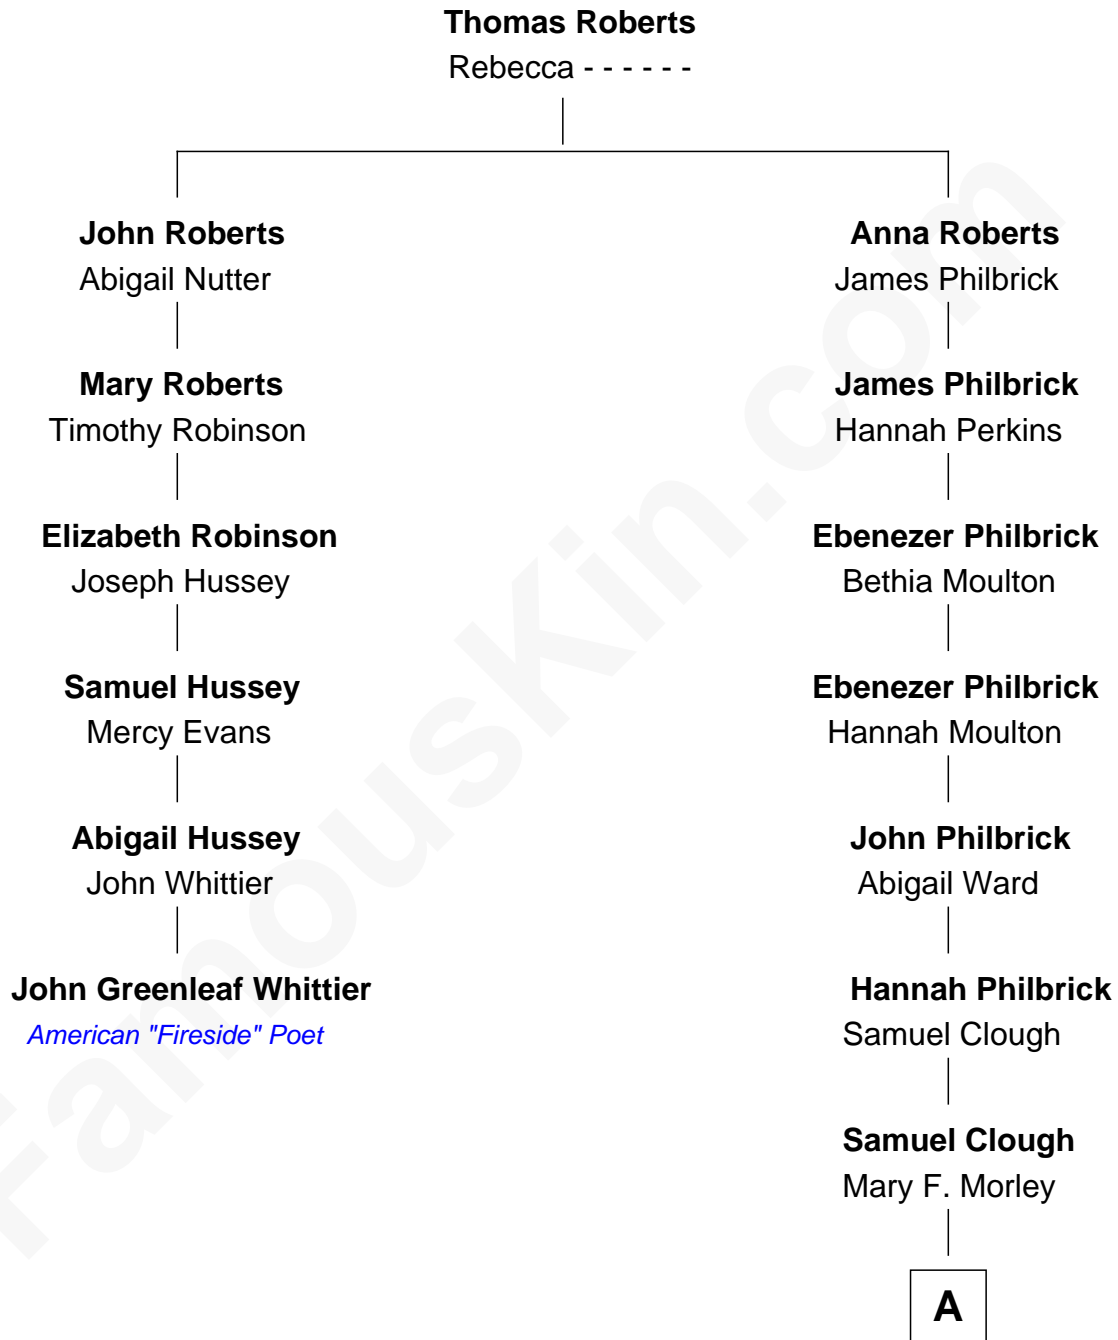 Thomas Roberts
Rebecca - - - - - -
John Roberts
Abigail Nutter
Mary Roberts
Timothy Robinson
Elizabeth Robinson
Joseph Hussey
Samuel Hussey
Mercy Evans
Abigail Hussey
John Whittier
John Greenleaf Whittier
American "Fireside" Poet
Anna Roberts
James Philbrick
James Philbrick
Hannah Perkins
Ebenezer Philbrick
Bethia Moulton
Ebenezer Philbrick
Hannah Moulton
John Philbrick
Abigail Ward
Hannah Philbrick
Samuel Clough
Samuel Clough
Mary F. Morley
A
FamousKin.com